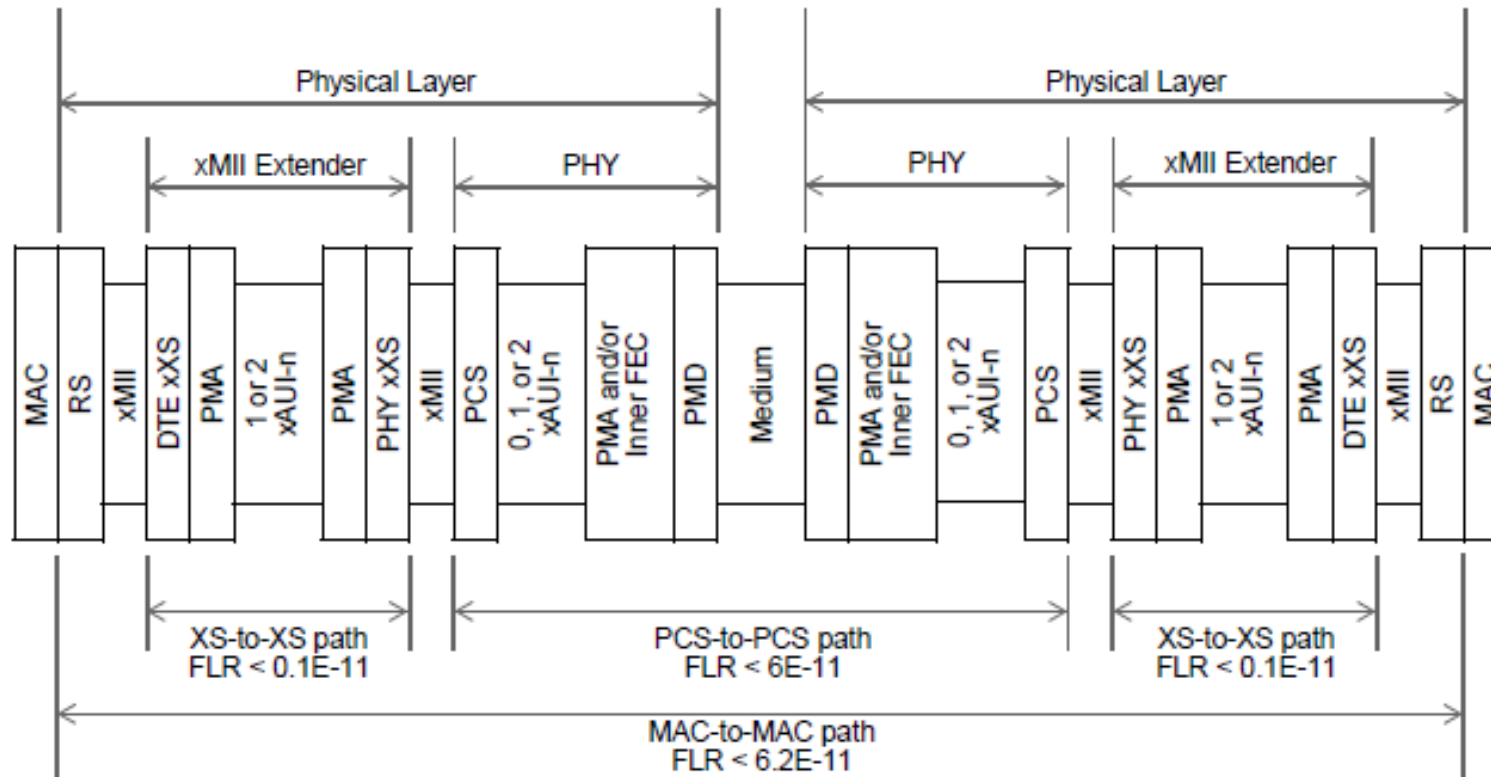 Physical Layer
Physical Layer
xMII Extender
PHY
PHY
xMII Extender
MAC
RS
xMII
DTE xXS
PMA
1 or 2
xAUI-n
PMA
PHY xXS
xMII
PCS
0, 1, or 2
xAUI-n
PMA and/or
Inner FEC
PMD
Medium
PMD
PMA and/or
Inner FEC
0, 1, or 2
xAUI-n
PCS
xMII
PHY xXS
PMA
1 or 2
xAUI-n
PMA
DTE xXS
xMII
RS
MAC
XS-to-XS path
FLR < 0.1E-11
PCS-to-PCS path
FLR < 6E-11
XS-to-XS path
FLR < 0.1E-11
MAC-to-MAC path
FLR < 6.2E-11